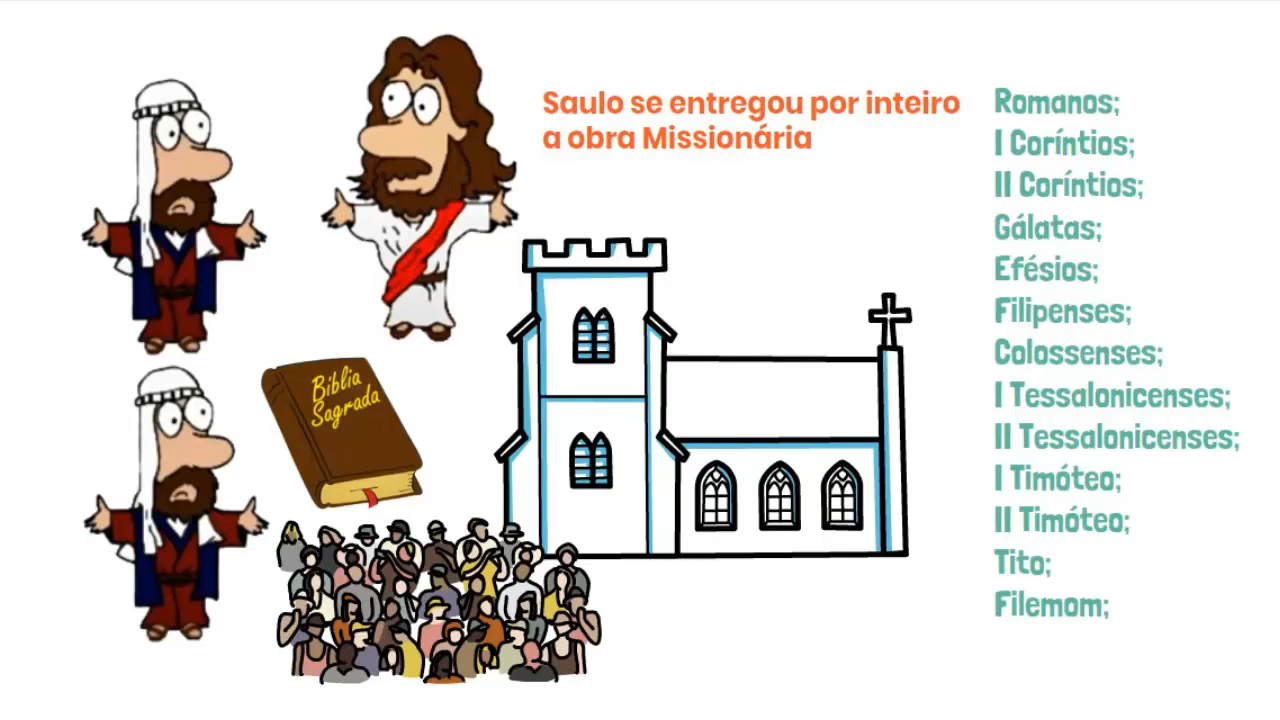 Saulo se entregou por inteiro
a obra Missionária
Romanos;
I Coríntios;
II Coríntios;
Gálatas;
Efésios;
Filipenses;
Colossenses;
I Tessalonicenses;
II Tessalonicenses;
I Timóteo;
II Timóteo;
Tito;
Filemom;
Bíblia
Sagrada